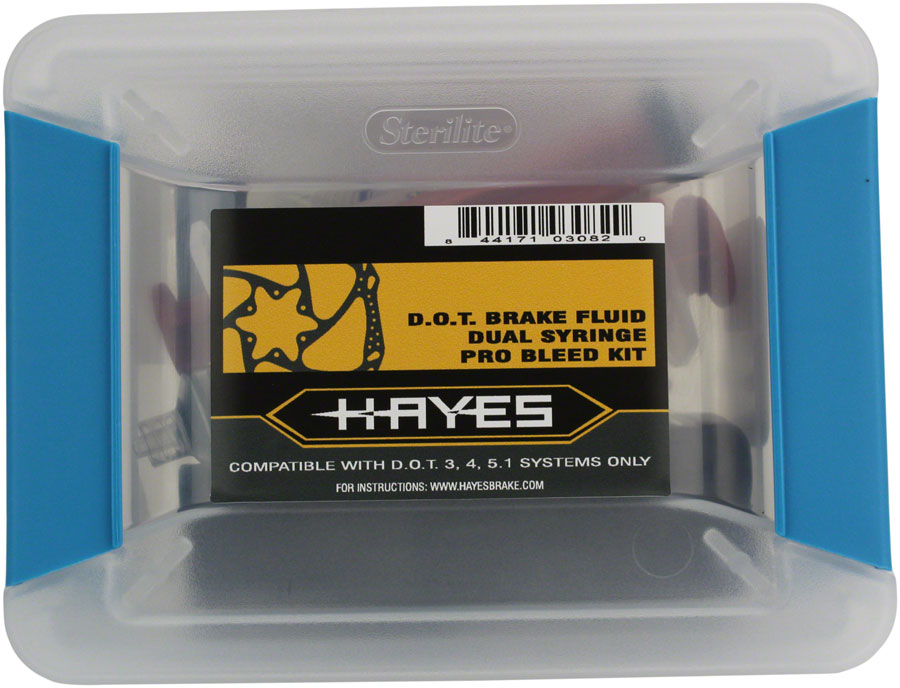 Sterilite®
8 44171 03082 0
D.O.T. BRAKE FLUID
DUAL SYRINGE
PRO BLEED KIT
HAYES
COMPATIBLE WITH D.O.T. 3, 4, 5.1 SYSTEMS ONLY
FOR INSTRUCTIONS: WWW.HAYESBRAKE.COM